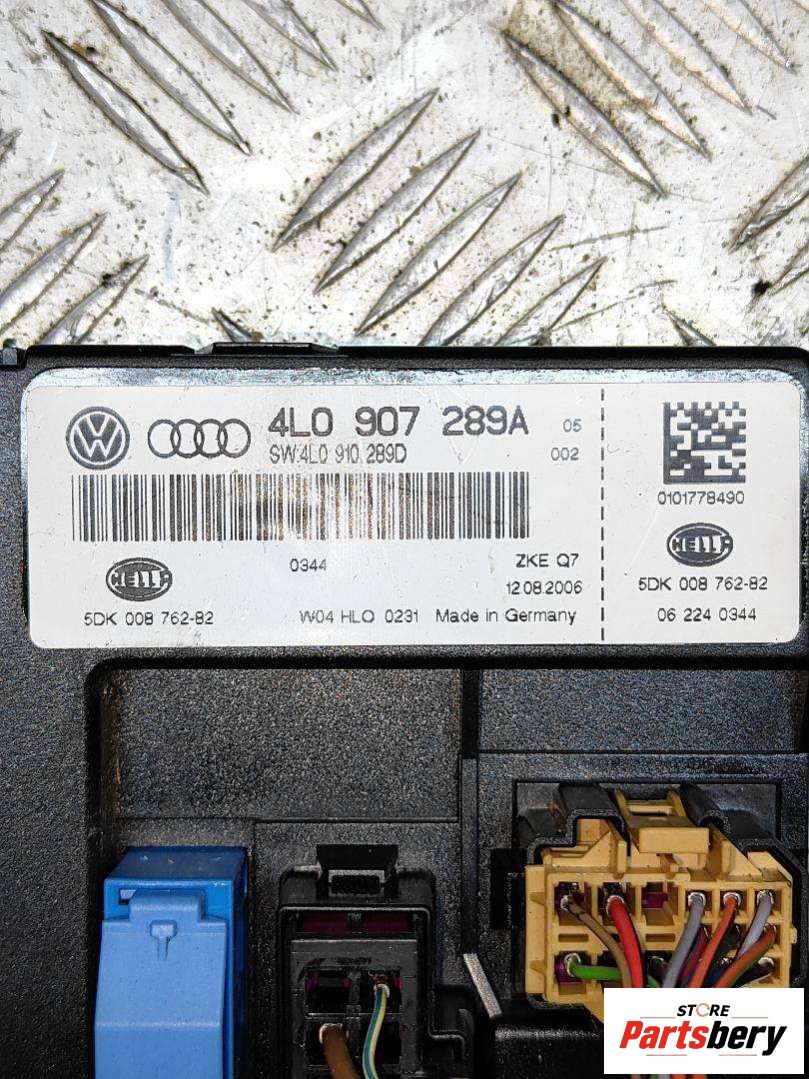 4L0 907 289A 05
SW:4L0 910 289D 002
0344
ZKE Q7
12.08.2006
HELLA
5DK 008 762-82
W04 HLO 0231 Made in Germany
0101778490
HELLA
5DK 008 762-82
06 224 0344
STORE
Partsbery